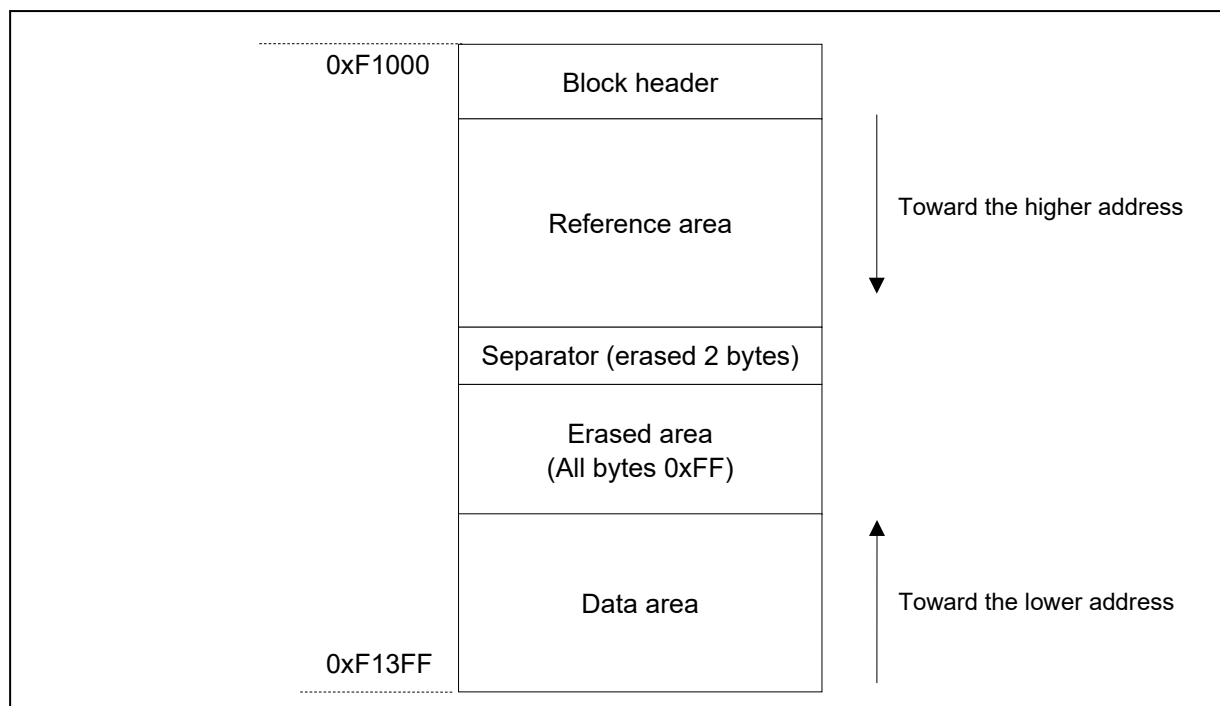 0xF1000
Block header
Reference area
Toward the higher address
Separator (erased 2 bytes)
Erased area
(All bytes 0xFF)
Data area
Toward the lower address
0xF13FF